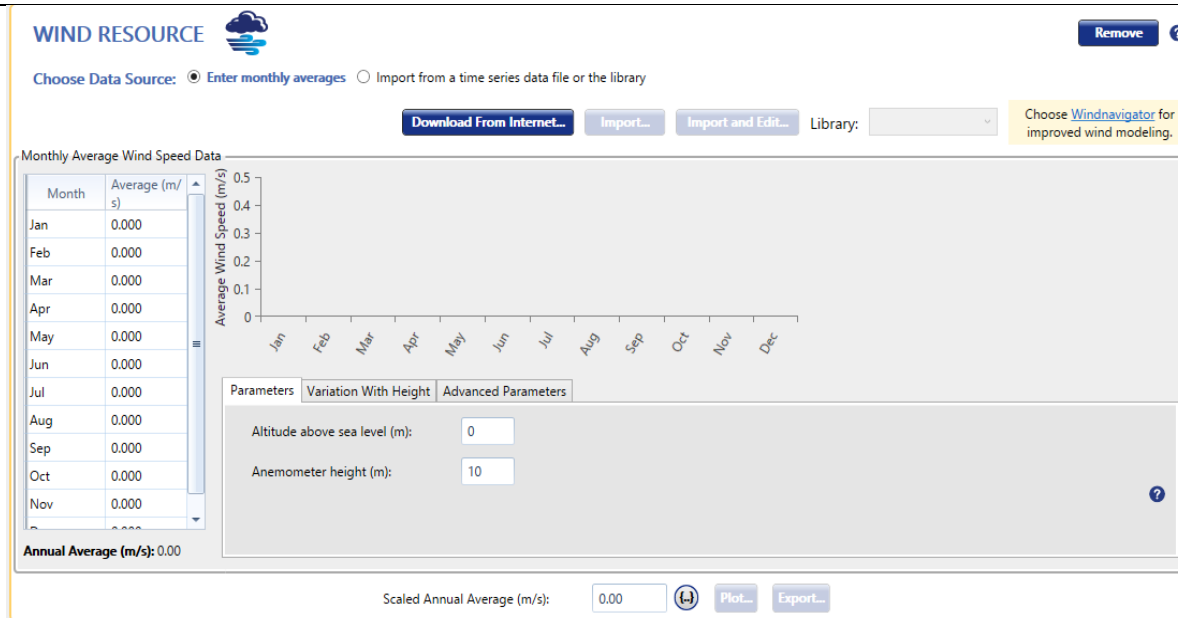 WIND RESOURCE
Remove
Choose Data Source: Enter monthly averages Import from a time series data file or the library
Download From Internet... Import... Import and Edit... Library:
Choose Windnavigator for
improved wind modeling.
Monthly Average Wind Speed Data
Month Average (m/
s)
Jan 0.000
Feb 0.000
Mar 0.000
Apr 0.000
May 0.000
Jun 0.000
Jul 0.000
Aug 0.000
Sep 0.000
Oct 0.000
Nov 0.000
Annual Average (m/s): 0.00
Average Wind Speed (m/s)
0.5
0.4
0.3
0.2
0.1
0
Jan Feb Mar Apr May Jun Jul Aug Sep Oct Nov Dec
Parameters Variation With Height Advanced Parameters
Altitude above sea level (m): 0
Anemometer height (m): 10
?
Scaled Annual Average (m/s): 0.00 {..} Plot... Export...